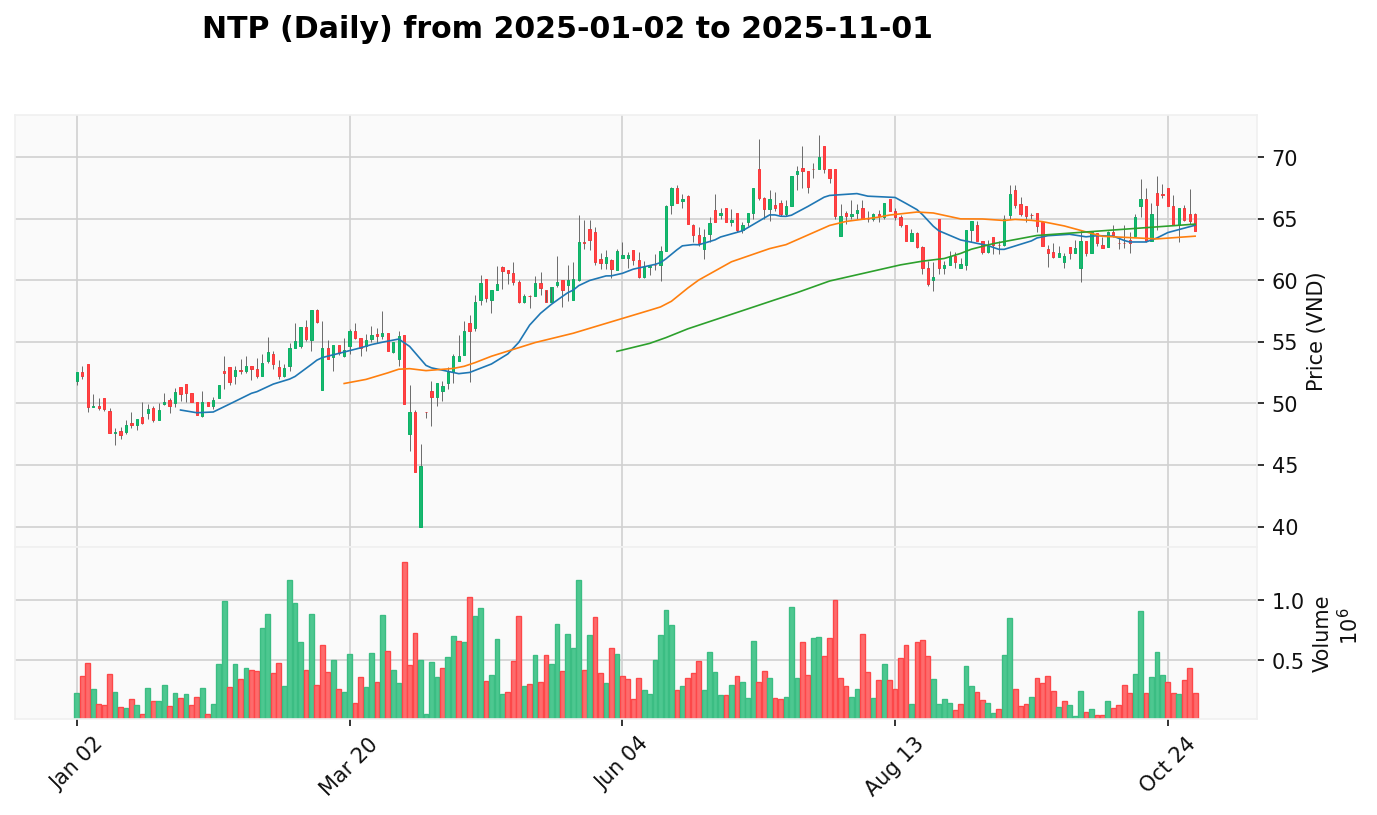 NTP (Daily) from 2025-01-02 to 2025-11-01
70
65
60
55
50
45
40
Price (VND)
1.0
0.5
Volume
10⁶
Jan 02
Mar 20
Jun 04
Aug 13
Oct 24